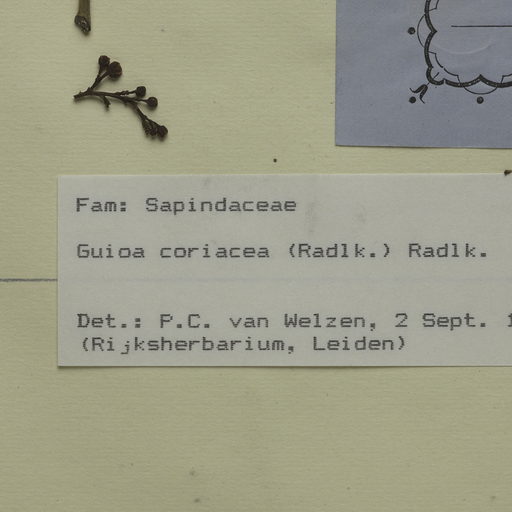 Fam: Sapindaceae
Guioa coriacea (Radlk.) Radlk.
Det.: P.C. van Welzen, 2 Sept.
(Rijksherbarium, Leiden)